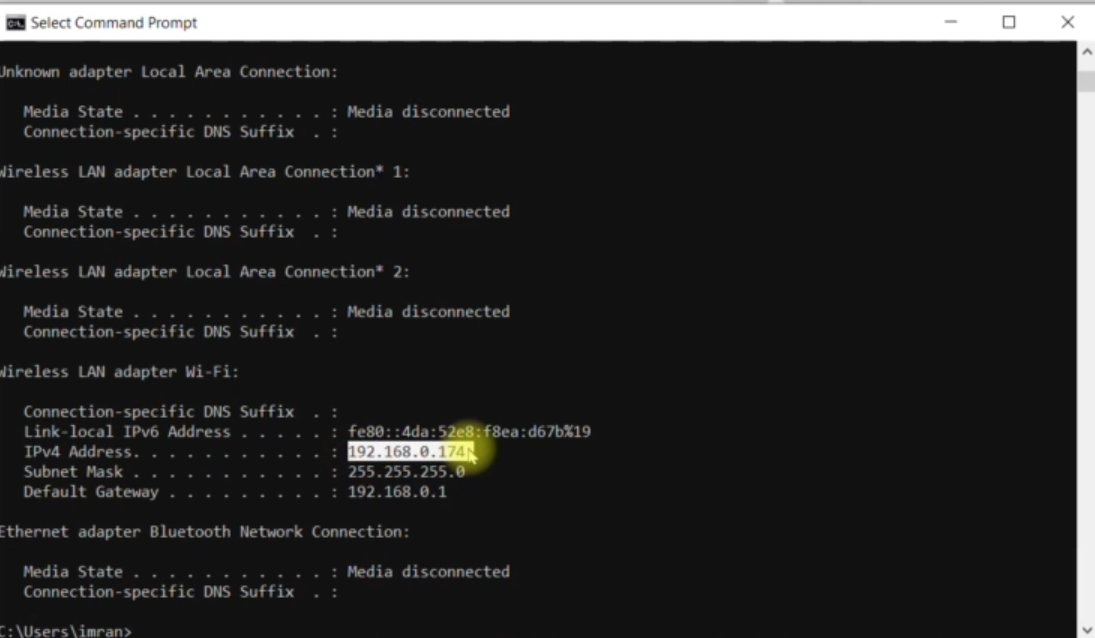 Select Command Prompt
Unknown adapter Local Area Connection:
Media State . . . . . . . . . . . : Media disconnected
Connection-specific DNS Suffix  . :
Wireless LAN adapter Local Area Connection* 1:
Media State . . . . . . . . . . . : Media disconnected
Connection-specific DNS Suffix  . :
Wireless LAN adapter Local Area Connection* 2:
Media State . . . . . . . . . . . : Media disconnected
Connection-specific DNS Suffix  . :
Wireless LAN adapter Wi-Fi:
Connection-specific DNS Suffix  . :
Link-local IPv6 Address . . . . . : fe80::4da:52e8:f8ea:d67b%19
IPv4 Address. . . . . . . . . . . : 192.168.0.174
Subnet Mask . . . . . . . . . . . : 255.255.255.0
Default Gateway . . . . . . . . . : 192.168.0.1
Ethernet adapter Bluetooth Network Connection:
Media State . . . . . . . . . . . : Media disconnected
Connection-specific DNS Suffix  . :
C:\Users\imran>